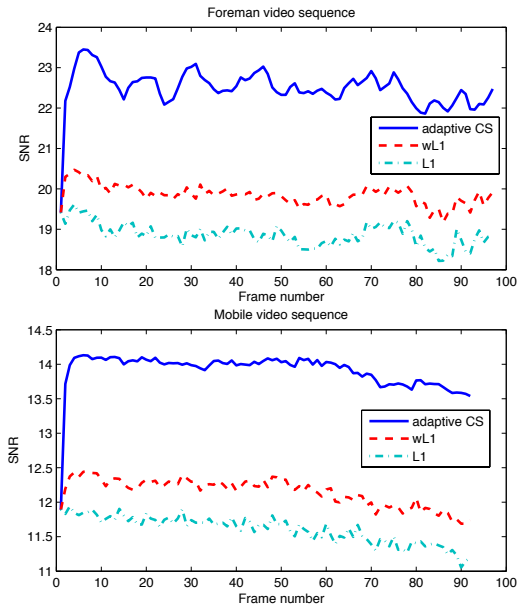 Foreman video sequence
24
23
22
21
20
19
18
SNR
adaptive CS
wL1
L1
0 10 20 30 40 50 60 70 80 90 100
Frame number
Mobile video sequence
14.5
14
13.5
13
12.5
12
11.5
11
SNR
adaptive CS
wL1
L1
0 10 20 30 40 50 60 70 80 90 100
Frame number